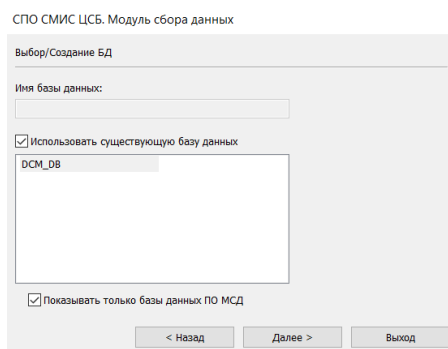 СПО СМИС ЦСБ. Модуль сбора данных
Выбор/Создание БД
Имя базы данных:
Использовать существующую базу данных
DCM_DB
Показывать только базы данных ПО МСД
< Назад
Далее >
Выход